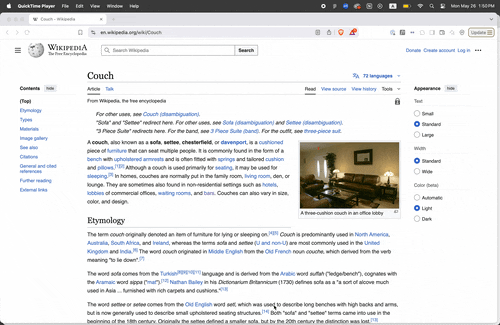 QuickTime Player File Edit View Window Help Mon May 26 1:50PM
Couch - Wikipedia
en.wikipedia.org/wiki/Couch Update
WIKIPEDIA
The Free Encyclopedia
Search Wikipedia Search Donate Create account Log in
Contents hide
(Top)
Etymology
Types
Materials
Image gallery
See also
Citations
General and cited
references
Further reading
External links
Couch 72 languages
Article Talk Read View source View history Tools
From Wikipedia, the free encyclopedia
For other uses, see Couch (disambiguation).
"Sofa" and "Settee" redirect here. For other uses, see Sofa (disambiguation) and Settee (disambiguation).
"3 Piece Suite" redirects here. For the band, see 3 Piece Suite (band). For the outfit, see three-piece suit.
A couch, also known as a sofa, settee, chesterfield, or davenport, is a cushioned
piece of furniture that can seat multiple people. It is commonly found in the form of a
bench with upholstered armrests and is often fitted with springs and tailored cushion
and pillows.[1][2] Although a couch is used primarily for seating, it may be used for
sleeping.[3] In homes, couches are normally put in the family room, living room, den, or
lounge. They are sometimes also found in non-residential settings such as hotels,
lobbies of commercial offices, waiting rooms, and bars. Couches can also vary in size,
color, and design.
A three-cushion couch in an office lobby
Etymology
The term couch originally denoted an item of furniture for lying or sleeping on.[4][5] Couch is predominantly used in North America,
Australia, South Africa, and Ireland, whereas the terms sofa and settee (U and non-U) are most commonly used in the United
Kingdom and India.[6] The word couch originated in Middle English from the Old French noun couche, which derived from the verb
meaning "to lie down".[7]
The word sofa comes from the Turkish[8][9][10][11] language and is derived from the Arabic word suffah ("ledge/bench"), cognates with the
Aramaic word sippa ("mat").[12] Nathan Bailey in his Dictionarium Britannicum (1730) defines sofa as a "a sort of alcove much
used in Asia ... furnished with rich carpets and cushions".[13]
The word settee or setee comes from the Old English word setl, which was used to describe long benches with high backs and arms,
but is now generally used to describe small upholstered seating structures.[14] Both "sofa" and "settee" terms came into use in the
beginning of the 18th century. Originally the settee defined a smaller sofa, but by the 20th century the distinction was lost.[15]
Appearance hide
Text
Small
Standard
Large
Width
Standard
Wide
Color (beta)
Automatic
Light
Dark